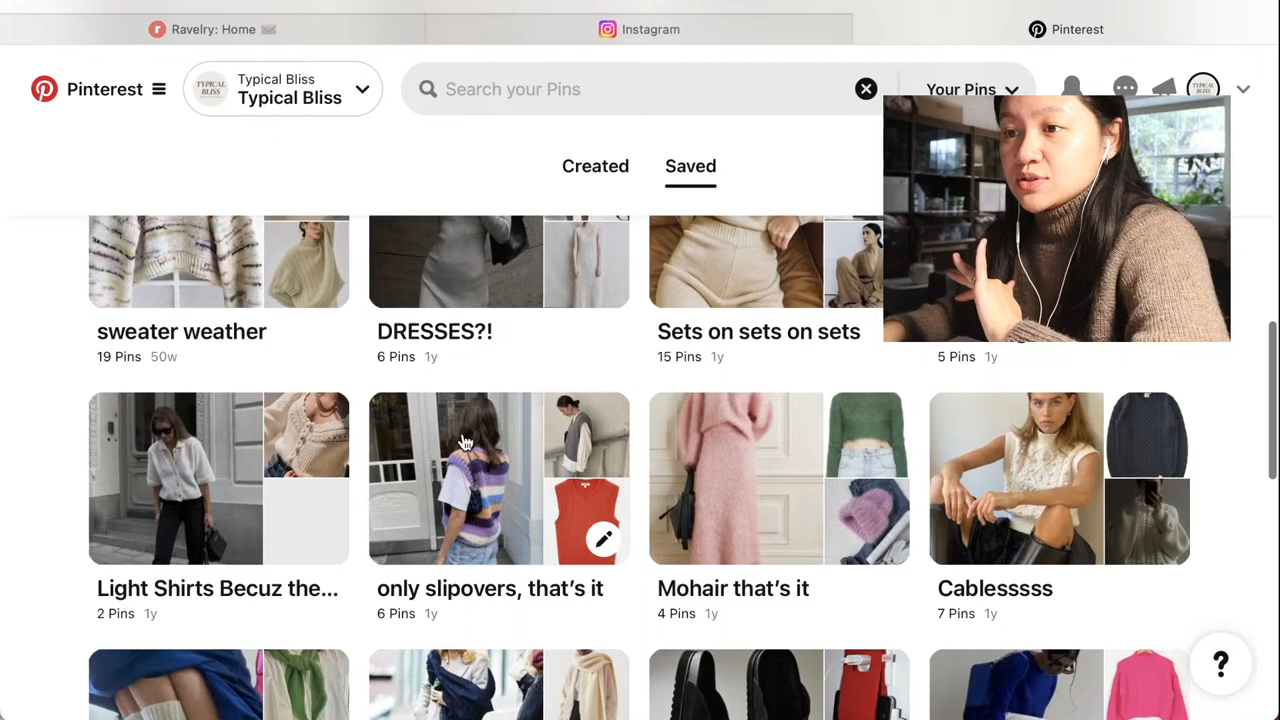 Ravelry: Home
Instagram
Pinterest
Pinterest
Typical Bliss
Typical Bliss
Search your Pins
Your Pins
TYPICAL
BLISS
Created
Saved
sweater weather
19 Pins 50w
DRESSES?!
6 Pins 1y
Sets on sets on sets
15 Pins 1y
5 Pins 1y
Light Shirts Becuz the...
2 Pins 1y
only slipovers, that's it
6 Pins 1y
Mohair that's it
4 Pins 1y
Cablesssss
7 Pins 1y
?